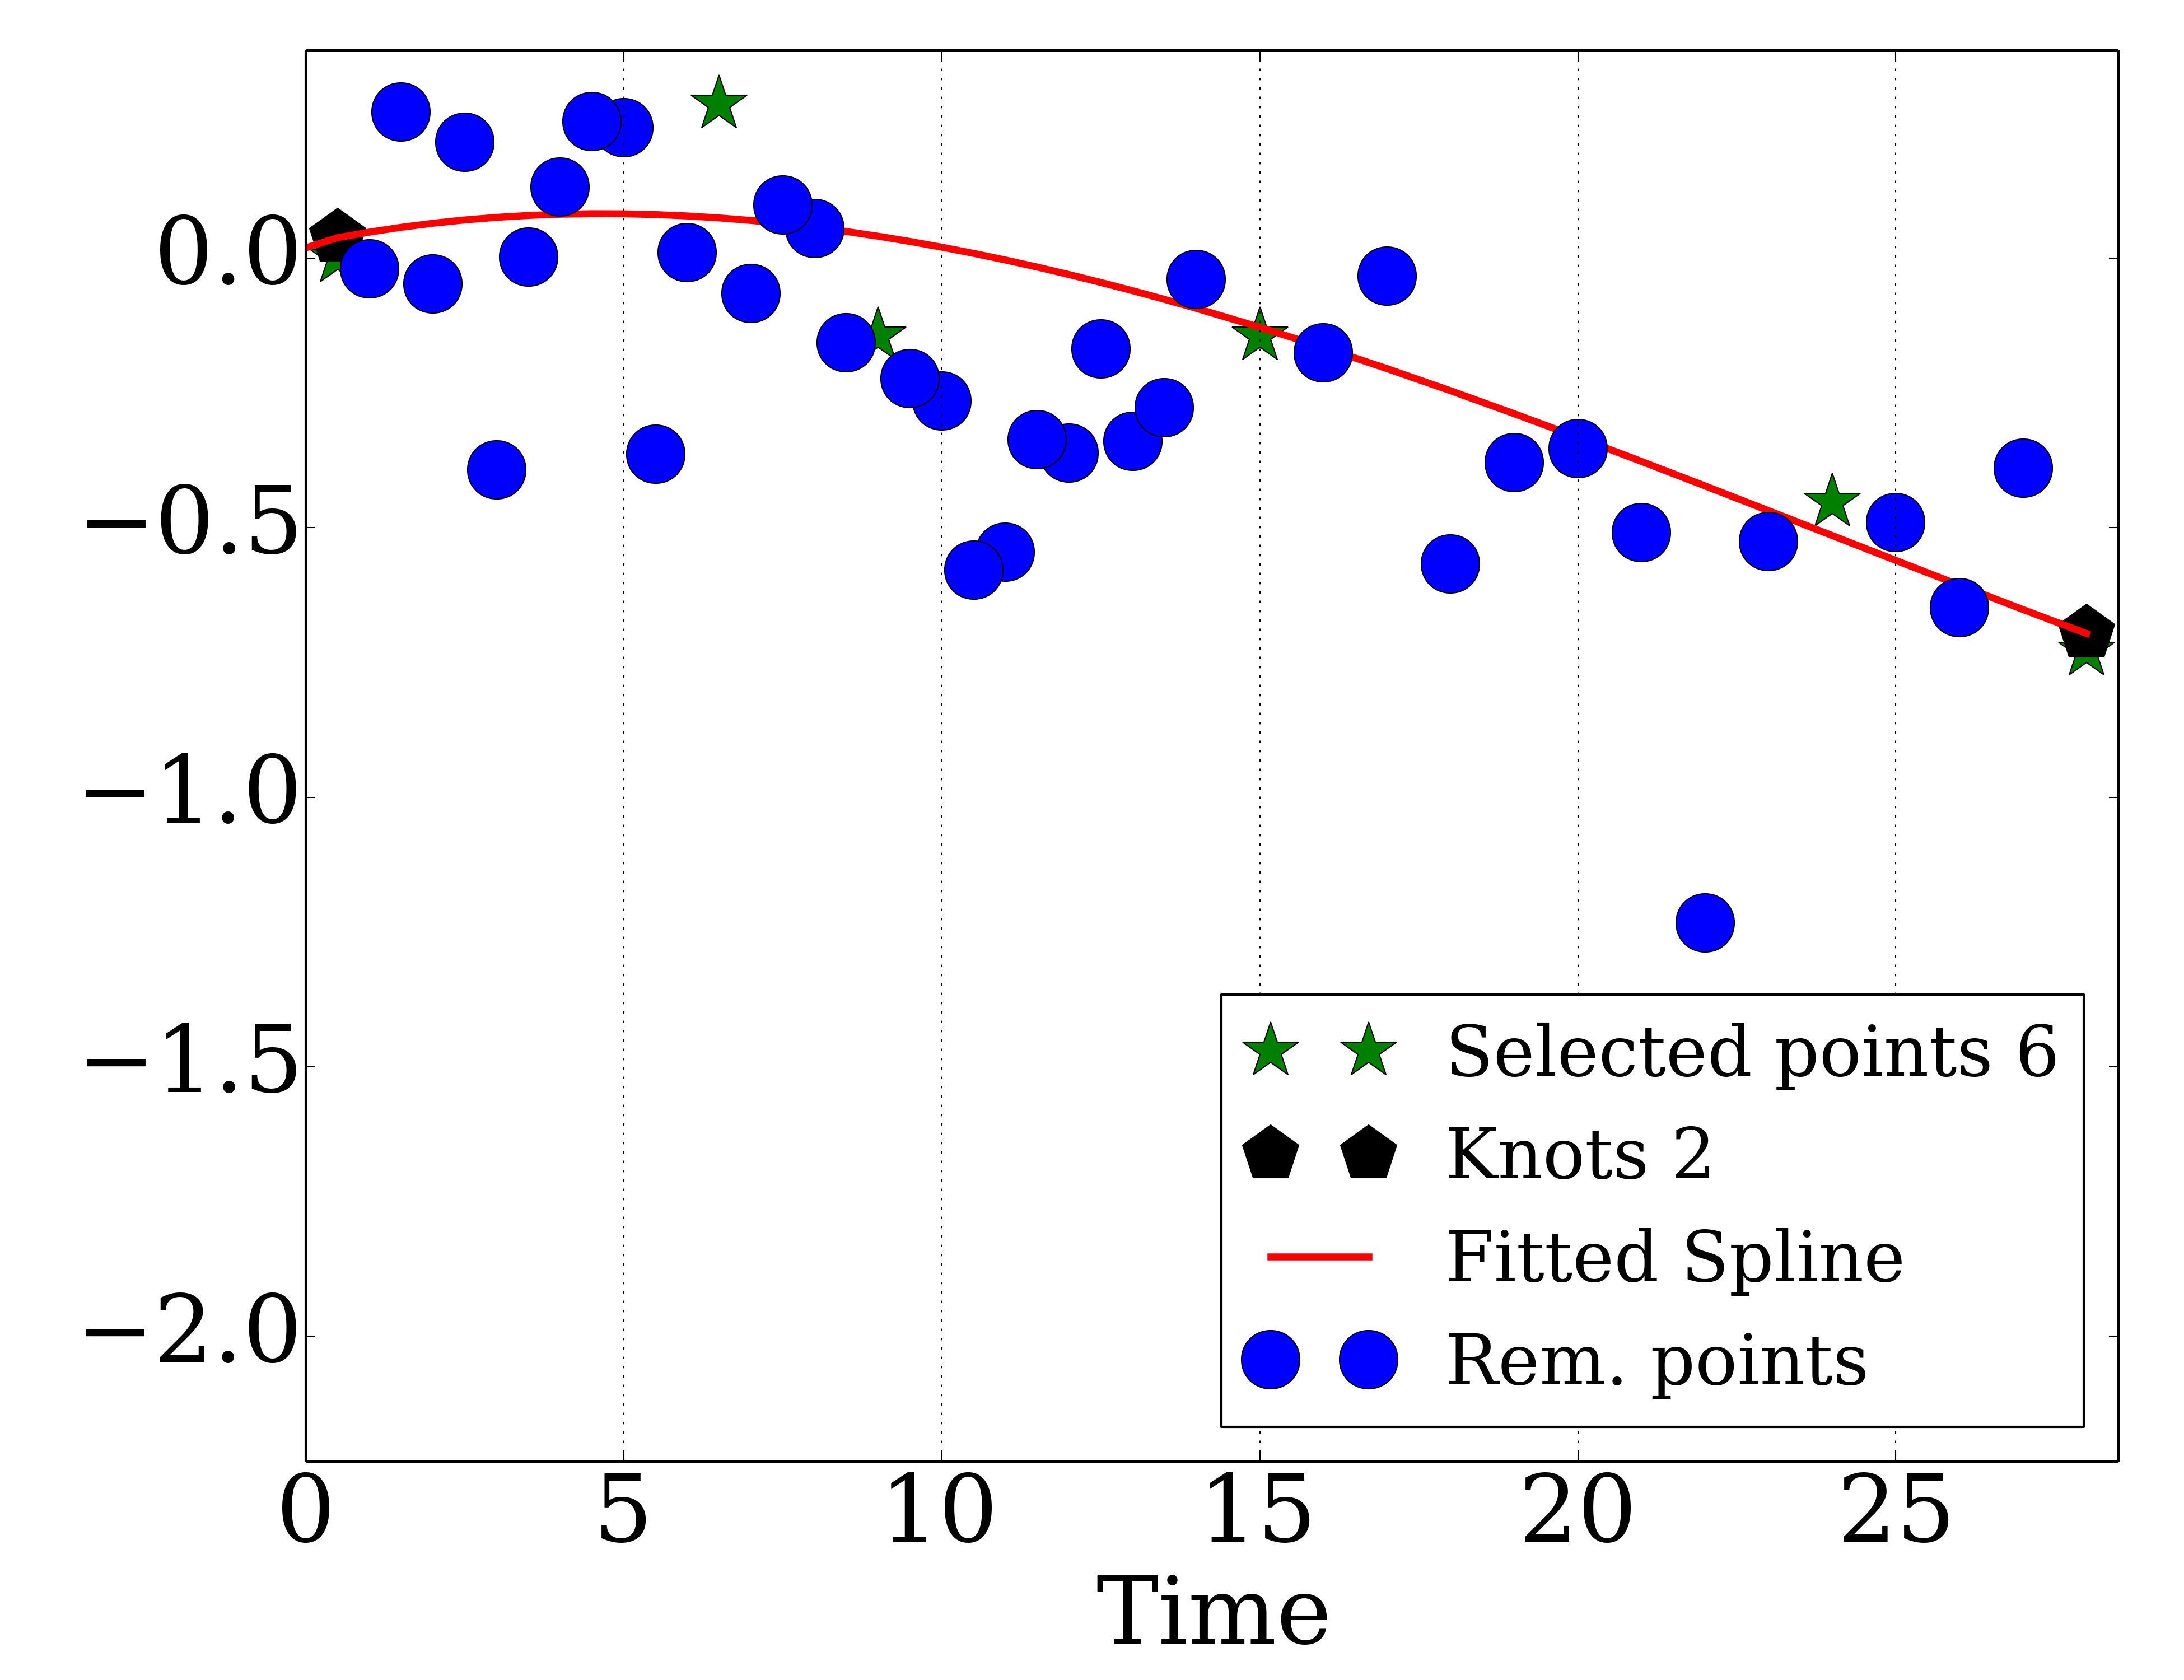 0.0
−0.5
−1.0
−1.5
−2.0
Selected points 6
Knots 2
Fitted Spline
Rem. points
0 5 10 15 20 25
Time